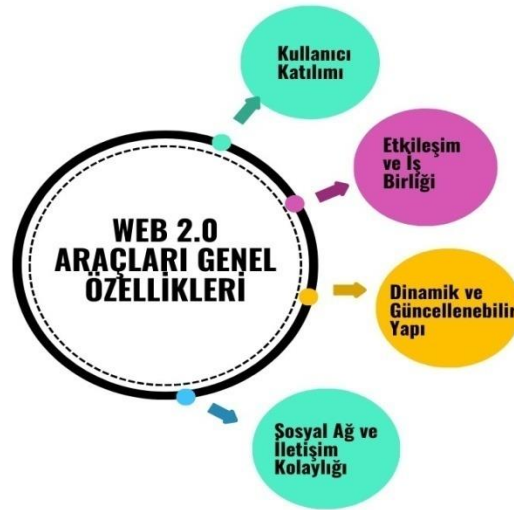 Kullanıcı
Katılımı
Etkileşim
ve İş
Birliği
WEB 2.0
ARAÇLARI GENEL
ÖZELLİKLERİ
Dinamik ve
Güncellenebilir
Yapı
Sosyal Ağ ve
İletişim
Kolaylığı